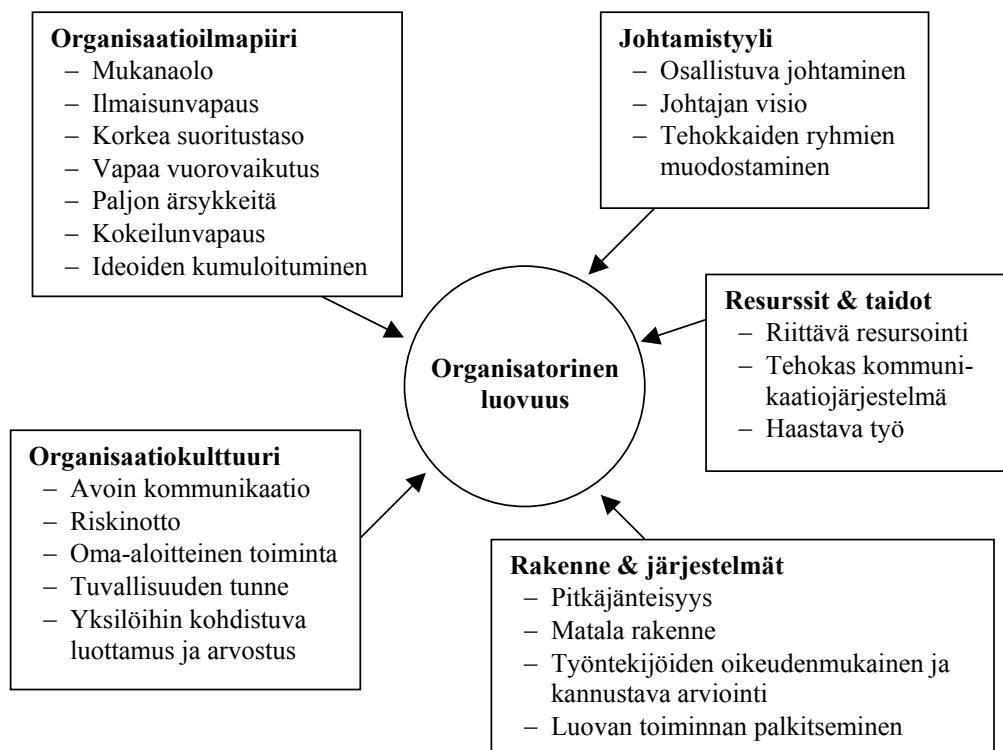 Organisaatioilmapiiri
– Mukanaolo
– Ilmaisunvapaus
– Korkea suoritustaso
– Vapaa vuorovaikutus
– Paljon ärsykkeitä
– Kokeilunvapaus
– Ideoiden kumuloituminen
Johtamistyyli
– Osallistuva johtaminen
– Johtajan visio
– Tehokkaiden ryhmien
muodostaminen
Organisatorinen
luovuus
Resurssit & taidot
– Riittävä resursointi
– Tehokas kommuni-
kaatiojärjestelmä
– Haastava työ
Organisaatiokulttuuri
– Avoin kommunikaatio
– Riskinotto
– Oma-aloitteinen toiminta
– Tuvallisuuden tunne
– Yksilöihin kohdistuva
luottamus ja arvostus
Rakenne & järjestelmät
– Pitkäjänteisyys
– Matala rakenne
– Työntekijöiden oikeudenmukainen ja
kannustava arviointi
– Luovan toiminnan palkitseminen